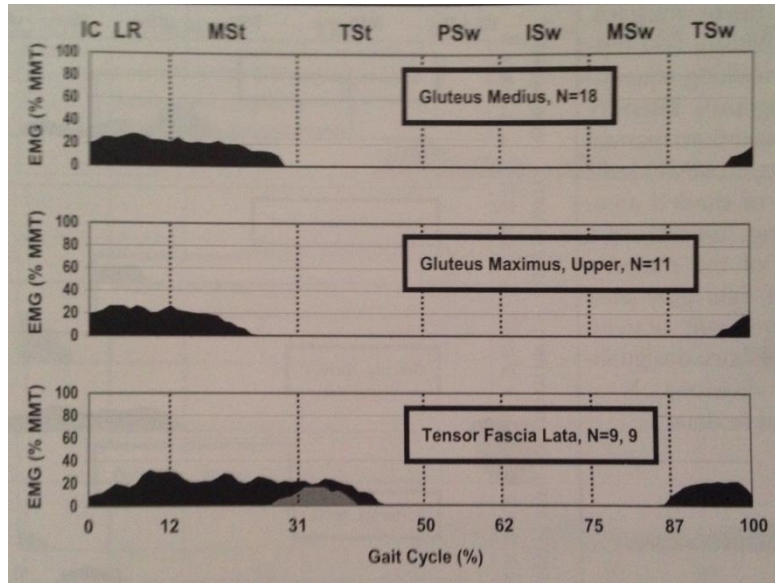 IC LR MSt TSt PSw ISw MSw TSw
EMG (% MMT)
100
80
60
40
20
0
Gluteus Medius, N=18
EMG (% MMT)
100
80
60
40
20
0
Gluteus Maximus, Upper, N=11
EMG (% MMT)
100
80
60
40
20
0
Tensor Fascia Lata, N=9, 9
0 12 31 50 62 75 87 100
Gait Cycle (%)